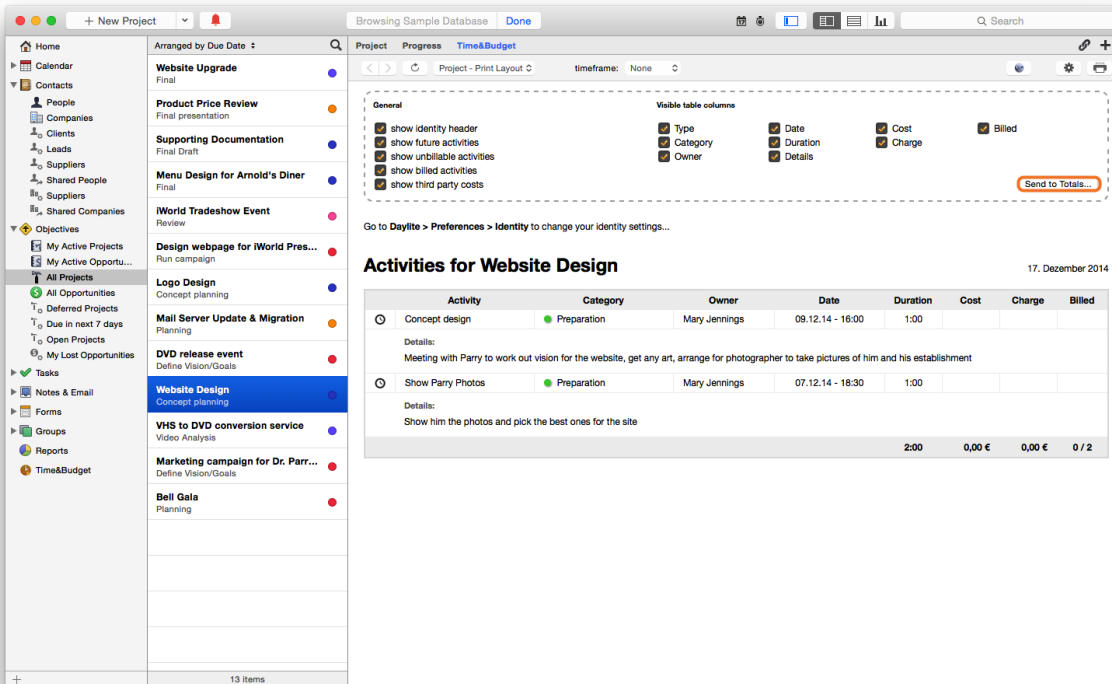 + New Project
Browsing Sample Database
Done
Search
Home
Calendar
Contacts
People
Companies
Clients
Leads
Suppliers
Shared People
Suppliers
Shared Companies
Objectives
My Active Projects
My Active Opportu...
All Projects
All Opportunities
Deferred Projects
Due in next 7 days
Open Projects
My Lost Opportunities
Tasks
Notes & Email
Forms
Groups
Reports
Time&Budget
+
Arranged by Due Date
Website Upgrade
Final
Product Price Review
Final presentation
Supporting Documentation
Final Draft
Menu Design for Arnold's Diner
Final
iWorld Tradeshow Event
Review
Design webpage for iWorld Pres...
Run campaign
Logo Design
Concept planning
Mail Server Update & Migration
Planning
DVD release event
Define Vision/Goals
Website Design
Concept planning
VHS to DVD conversion service
Video Analysis
Marketing campaign for Dr. Parr...
Define Vision/Goals
Bell Gala
Planning
13 items
Project Progress Time&Budget
Project - Print Layout timeframe: None
General Visible table columns
show identity header Type Date Cost Billed
show future activities Category Duration Charge
show unbillable activities Owner Details
show billed activities
show third party costs
Send to Totals...
Go to Daylite > Preferences > Identity to change your identity settings...
Activities for Website Design
17. Dezember 2014
Activity Category Owner Date Duration Cost Charge Billed
Concept design Preparation Mary Jennings 09.12.14 - 16:00 1:00
Details:
Meeting with Parry to work out vision for the website, get any art, arrange for photographer to take pictures of him and his establishment
Show Parry Photos Preparation Mary Jennings 07.12.14 - 18:30 1:00
Details:
Show him the photos and pick the best ones for the site
2:00 0,00 € 0,00 € 0 / 2